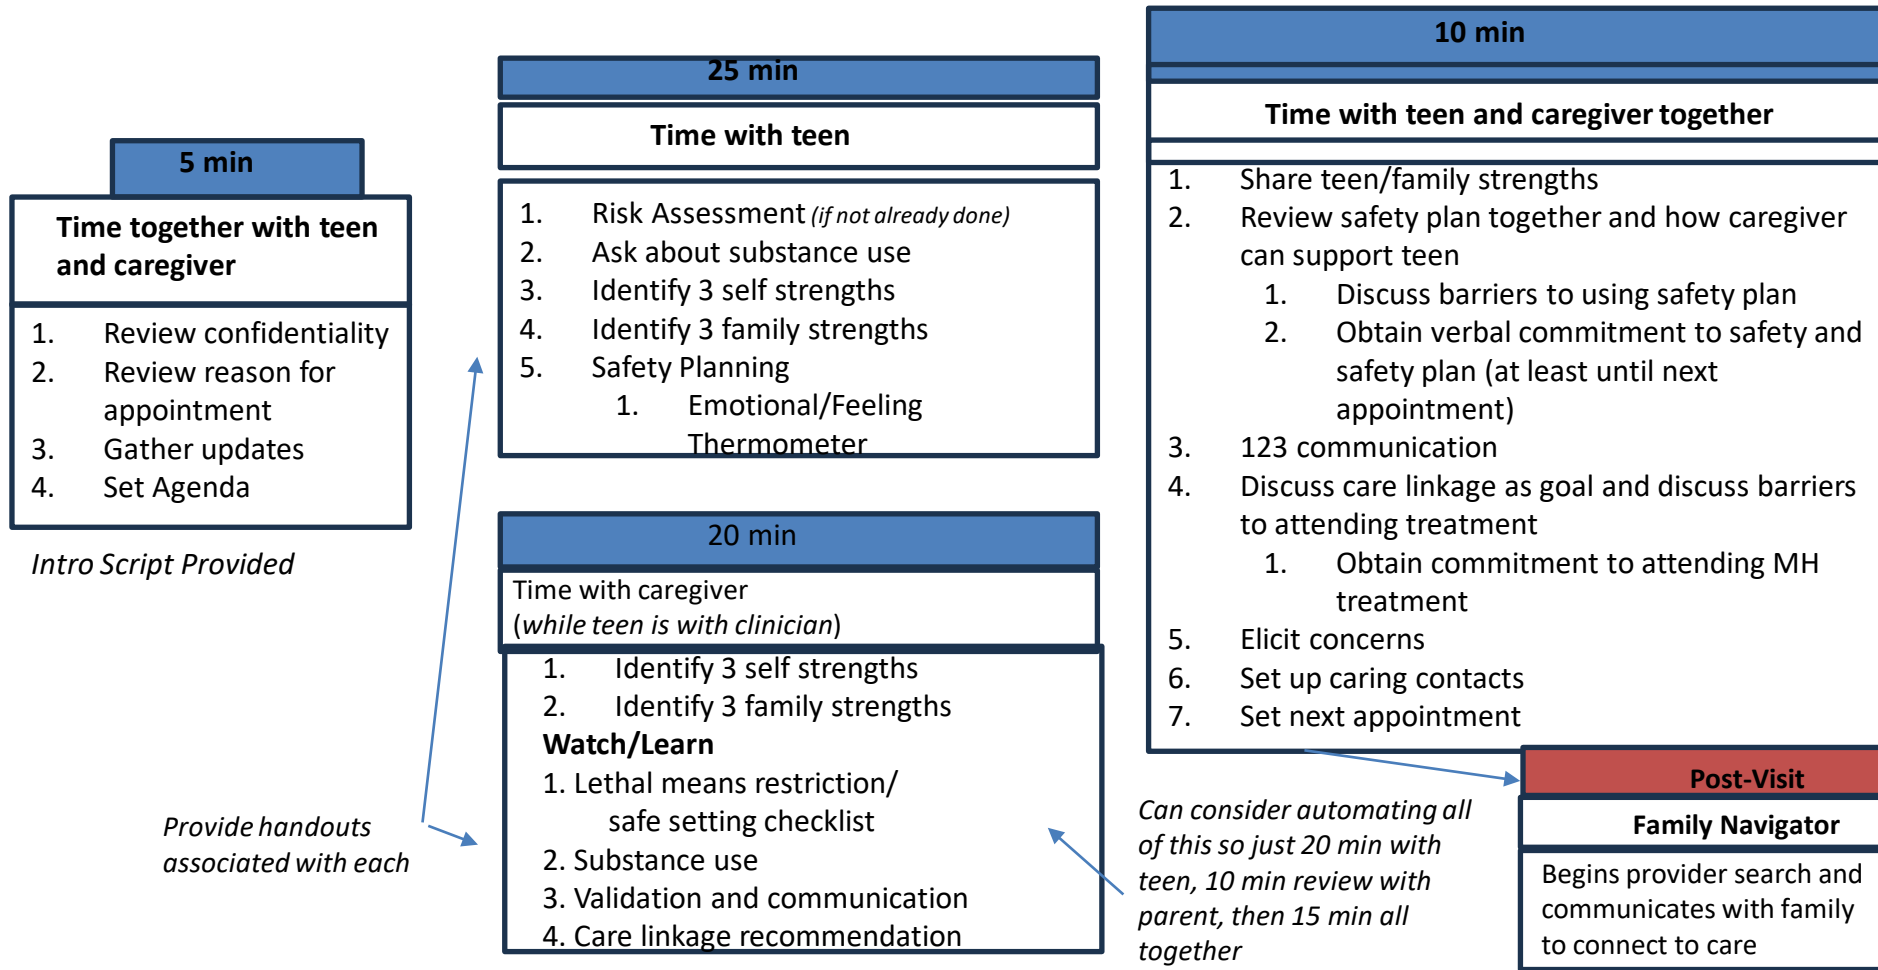 5 min
Time together with teen
and caregiver
1. Review confidentiality
2. Review reason for
appointment
3. Gather updates
4. Set Agenda
Intro Script Provided
Provide handouts
associated with each
25 min
Time with teen
1. Risk Assessment (if not already done)
2. Ask about substance use
3. Identify 3 self strengths
4. Identify 3 family strengths
5. Safety Planning
1. Emotional/Feeling
Thermometer
20 min
Time with caregiver
(while teen is with clinician)
1. Identify 3 self strengths
2. Identify 3 family strengths
Watch/Learn
1. Lethal means restriction/
safe setting checklist
2. Substance use
3. Validation and communication
4. Care linkage recommendation
Can consider automating all
of this so just 20 min with
teen, 10 min review with
parent, then 15 min all
together
10 min
Time with teen and caregiver together
1. Share teen/family strengths
2. Review safety plan together and how caregiver
can support teen
1. Discuss barriers to using safety plan
2. Obtain verbal commitment to safety and
safety plan (at least until next
appointment)
3. 123 communication
4. Discuss care linkage as goal and discuss barriers
to attending treatment
1. Obtain commitment to attending MH
treatment
5. Elicit concerns
6. Set up caring contacts
7. Set next appointment
Post-Visit
Family Navigator
Begins provider search and
communicates with family
to connect to care